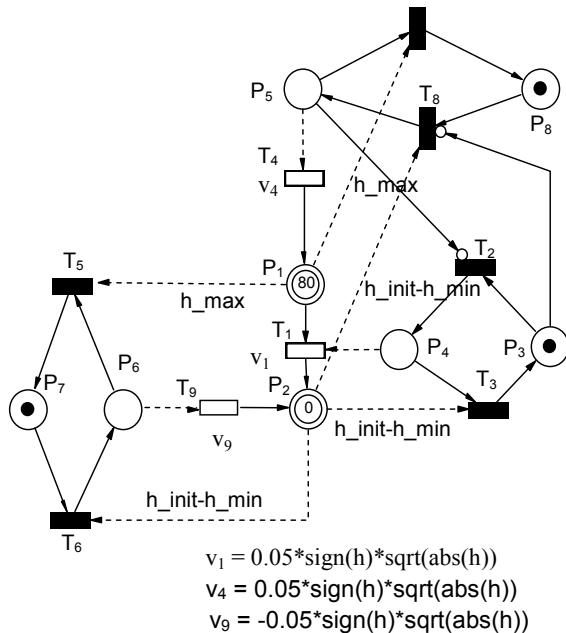 P5
T8
P8
T4
v4
h_max
T5
P1
80
T2
h_max
h_init-h_min
T1
P7
P6
v1
P4
P3
T9
P2
T3
0
v9
h_init-h_min
h_init-h_min
T6
v1 = 0.05*sign(h)*sqrt(abs(h))
v4 = 0.05*sign(h)*sqrt(abs(h))
v9 = -0.05*sign(h)*sqrt(abs(h))